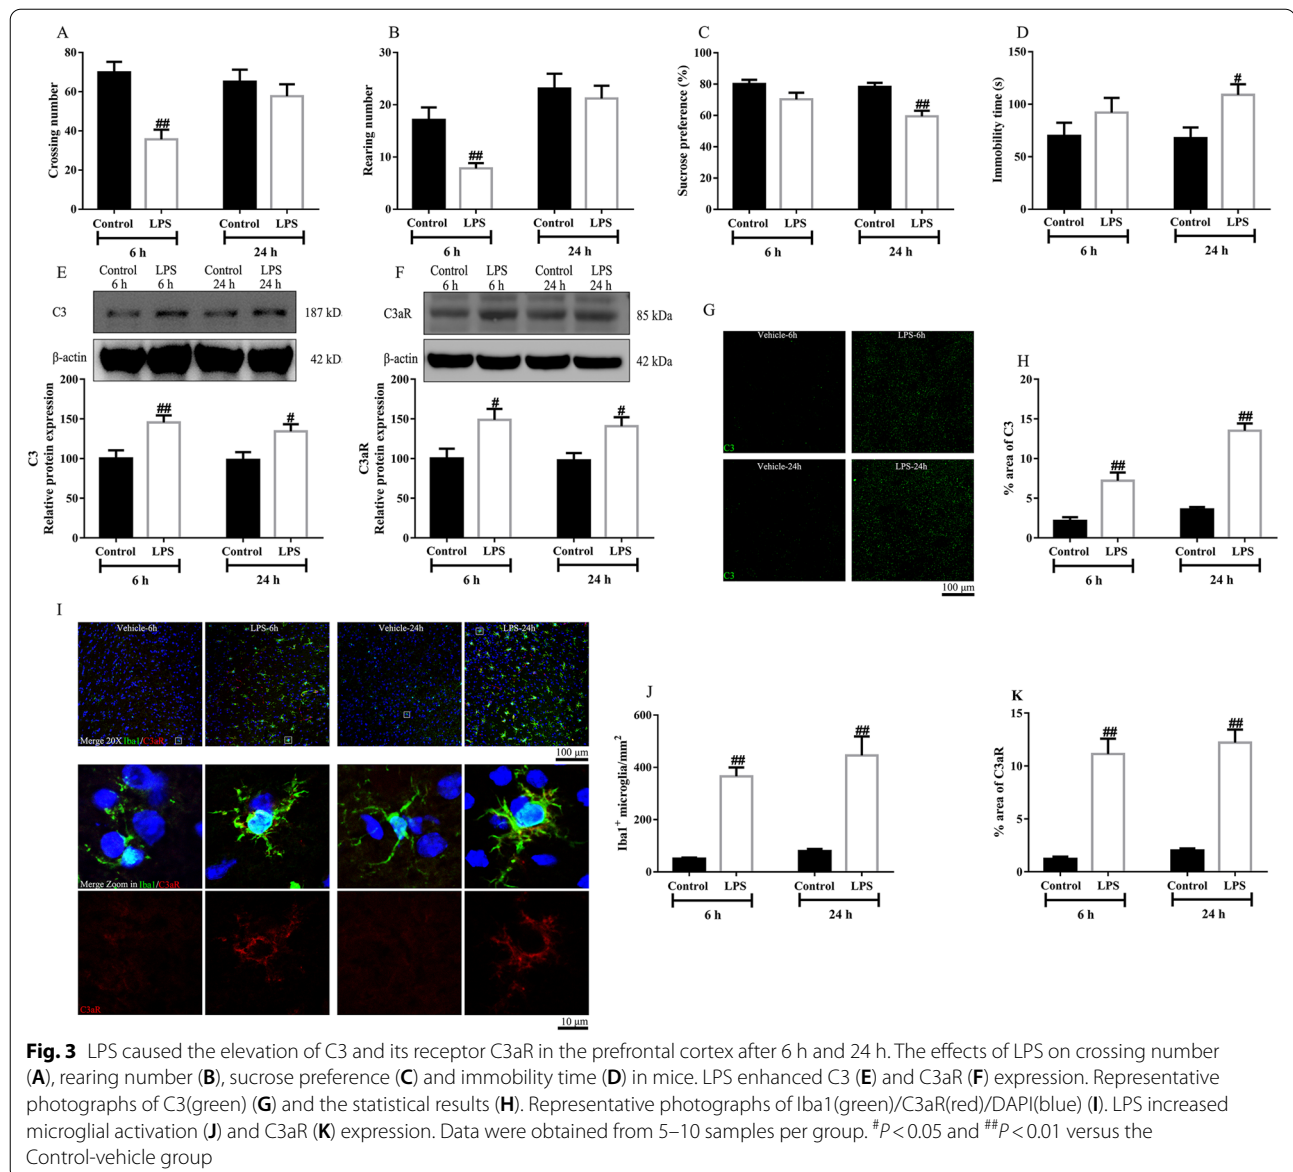 A
Crossing number
80
60
40
20
0
##
Control LPS Control LPS
6 h 24 h
B
Rearing number
30
20
10
0
##
Control LPS Control LPS
6 h 24 h
C
Sucrose preference (%)
100
80
60
40
20
0
##
Control LPS Control LPS
6 h 24 h
D
Immobility time (s)
150
100
50
0
#
Control LPS Control LPS
6 h 24 h
E
Control LPS Control LPS
6 h 6 h 24 h 24 h
C3 187 kD
β-actin 42 kD
C3
Relative protein expression
200
150
100
50
0
## #
Control LPS Control LPS
6 h 24 h
F
Control LPS Control LPS
6 h 6 h 24 h 24 h
C3aR 85 kDa
β-actin 42 kDa
C3aR
Relative protein expression
200
150
100
50
0
# #
Control LPS Control LPS
6 h 24 h
G
Vehicle-6h LPS-6h
C3
Vehicle-24h LPS-24h
C3
100 μm
H
% area of C3
20
15
10
5
0
## ##
Control LPS Control LPS
6 h 24 h
I
Vehicle-6h LPS-6h Vehicle-24h LPS-24h
Merge 20X Iba1/C3aR
100 μm
Merge Zoom in Iba1/C3aR
C3aR
10 μm
J
Iba1+ microglia/mm2
600
400
200
0
## ##
Control LPS Control LPS
6 h 24 h
K
% area of C3aR
15
10
5
0
## ##
Control LPS Control LPS
6 h 24 h
Fig. 3 LPS caused the elevation of C3 and its receptor C3aR in the prefrontal cortex after 6 h and 24 h. The effects of LPS on crossing number
(A), rearing number (B), sucrose preference (C) and immobility time (D) in mice. LPS enhanced C3 (E) and C3aR (F) expression. Representative
photographs of C3(green) (G) and the statistical results (H). Representative photographs of Iba1(green)/C3aR(red)/DAPI(blue) (I). LPS increased
microglial activation (J) and C3aR (K) expression. Data were obtained from 5–10 samples per group. #P < 0.05 and ##P < 0.01 versus the
Control-vehicle group